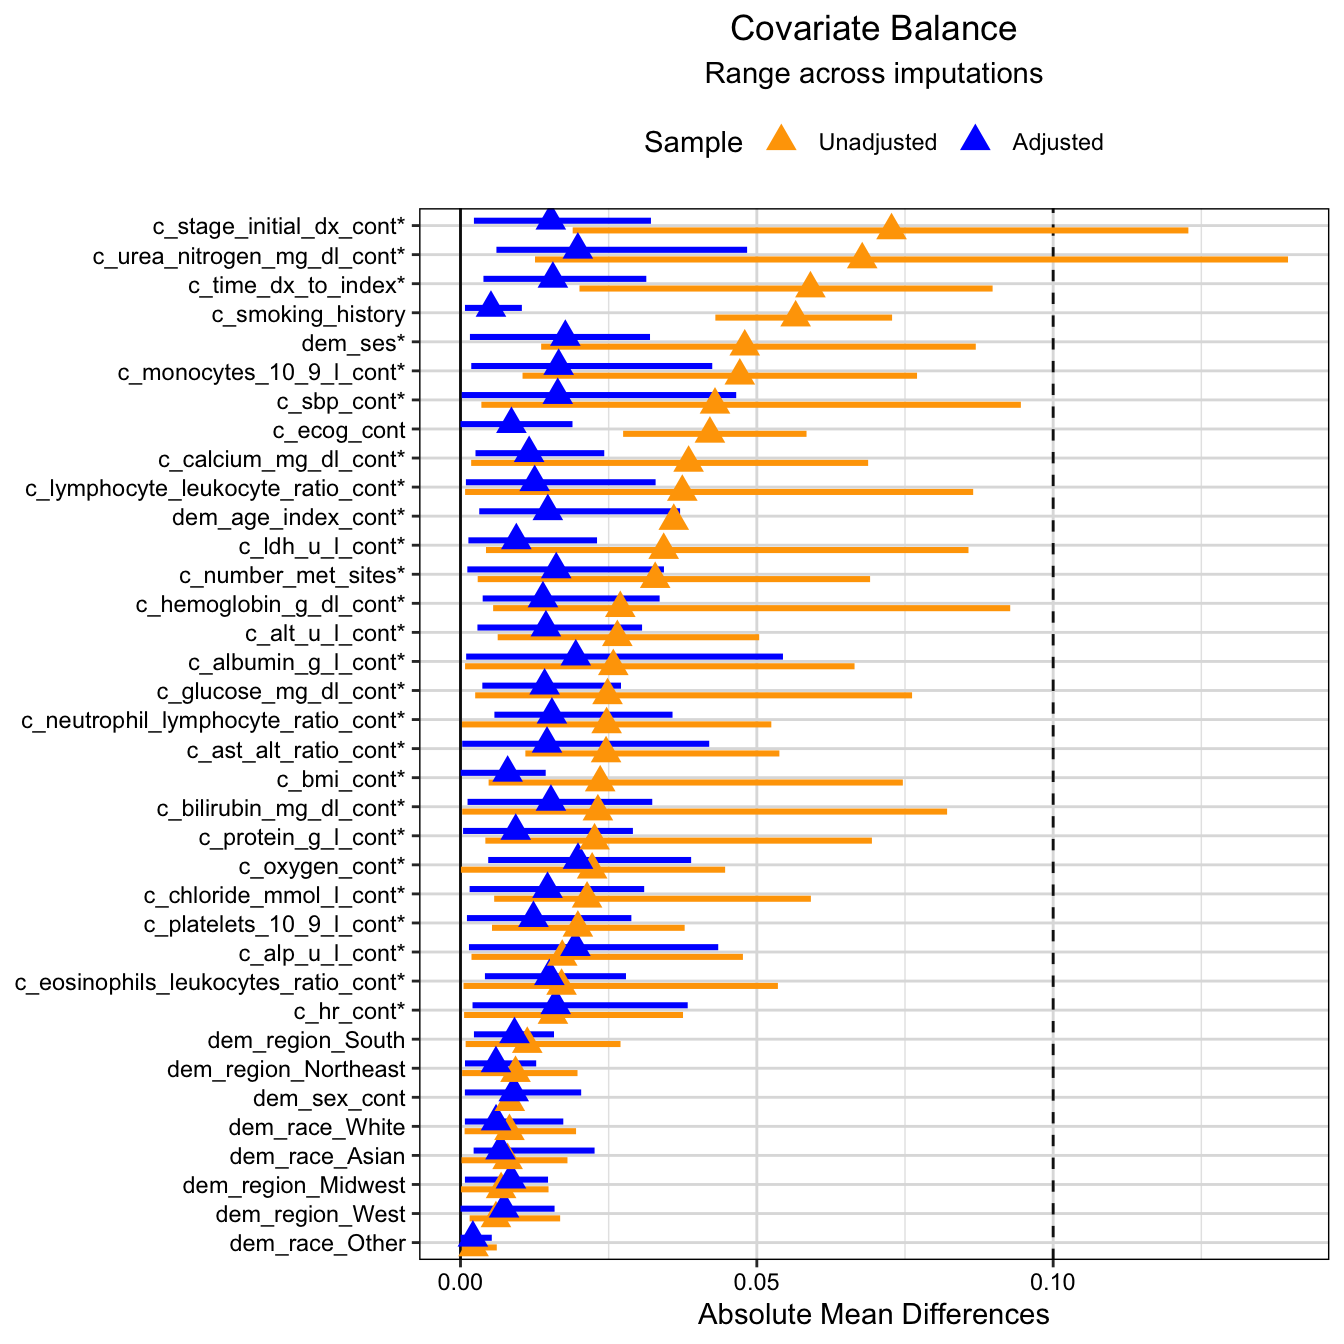 Covariate Balance
Range across imputations
Sample Unadjusted Adjusted
c_stage_initial_dx_cont*
c_urea_nitrogen_mg_dl_cont*
c_time_dx_to_index*
c_smoking_history
dem_ses*
c_monocytes_10_9_l_cont*
c_sbp_cont*
c_ecog_cont
c_calcium_mg_dl_cont*
c_lymphocyte_leukocyte_ratio_cont*
dem_age_index_cont*
c_ldh_u_l_cont*
c_number_met_sites*
c_hemoglobin_g_dl_cont*
c_alt_u_l_cont*
c_albumin_g_l_cont*
c_glucose_mg_dl_cont*
c_neutrophil_lymphocyte_ratio_cont*
c_ast_alt_ratio_cont*
c_bmi_cont*
c_bilirubin_mg_dl_cont*
c_protein_g_l_cont*
c_oxygen_cont*
c_chloride_mmol_l_cont*
c_platelets_10_9_l_cont*
c_alp_u_l_cont*
c_eosinophils_leukocytes_ratio_cont*
c_hr_cont*
dem_region_South
dem_region_Northeast
dem_sex_cont
dem_race_White
dem_race_Asian
dem_region_Midwest
dem_region_West
dem_race_Other
0.00 0.05 0.10
Absolute Mean Differences